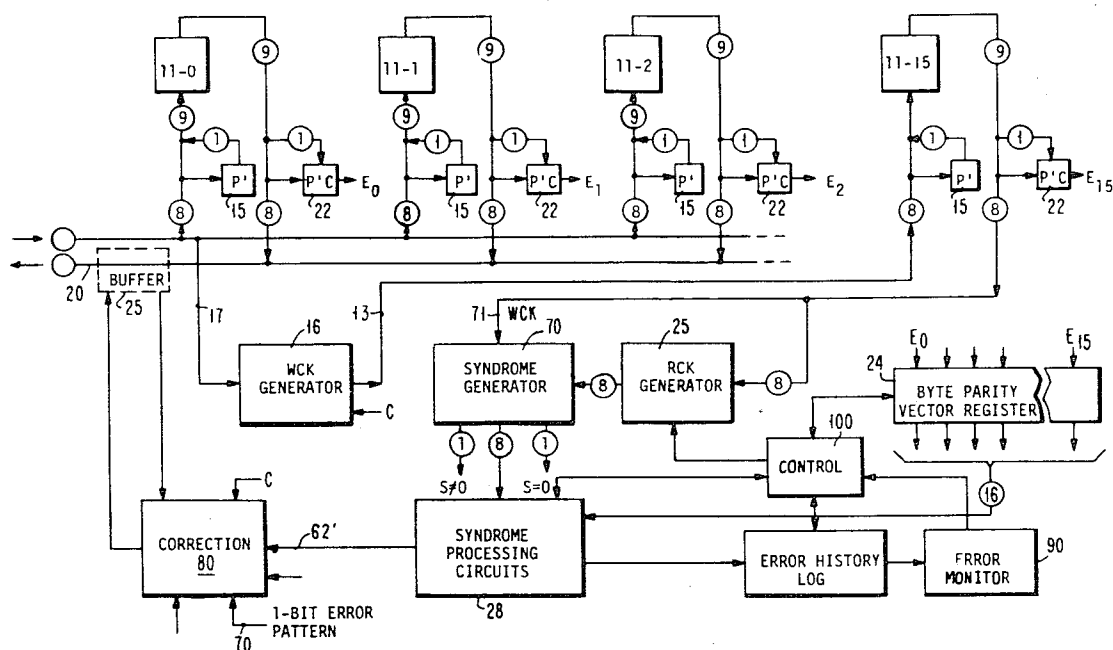 9 9 9 9
11-0 11-1 11-2 11-15
9 9 9
1 1 1 1 1 1 1 1
P' P'C E0 P' P'C E1 P' P'C E2 P' P'C E15
15 22 15 22 15 22 15 22
8 8 8 8 8 8 8 8
BUFFER
20 25 17 13 71 WCK
16 70 25 E0 E15
WCK GENERATOR
SYNDROME GENERATOR
8
RCK GENERATOR
8
24
BYTE PARITY
VECTOR REGISTER
C
1 8 1
100
CONTROL
S≠0 S=0
16
C
CORRECTION
80
62'
SYNDROME
PROCESSING
CIRCUITS
28
ERROR HISTORY
LOG
ERROR
MONITOR
90
1-BIT ERROR
PATTERN
70